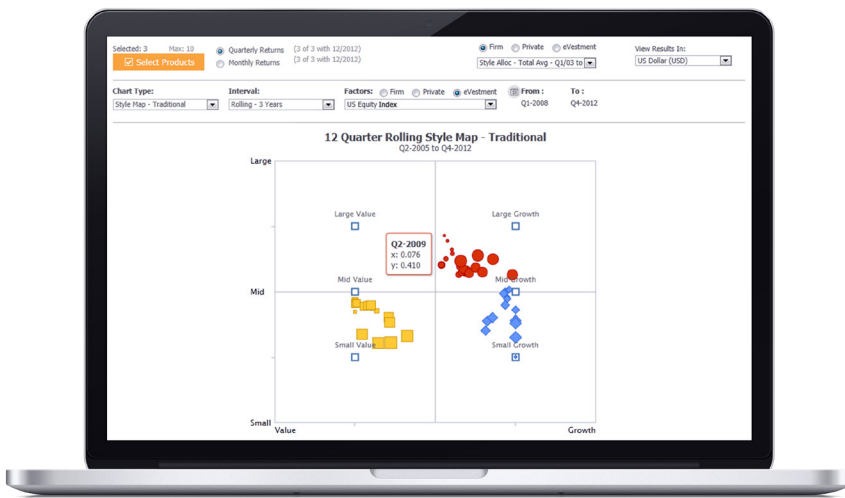 Selected: 3 Max: 10
Select Products
Quarterly Returns (3 of 3 with 12/2012)
Monthly Returns (3 of 3 with 12/2012)
Firm Private eVestment
Style Alloc - Total Avg - Q1/03 to
View Results In:
US Dollar (USD)
Chart Type:
Style Map - Traditional
Interval:
Rolling - 3 Years
Factors: Firm Private eVestment
US Equity Index
From :
Q1-2008
To :
Q4-2012
12 Quarter Rolling Style Map - Traditional
Q2-2005 to Q4-2012
Large
Large Value
Large Growth
Q2-2009
x: 0.076
y: 0.410
Mid Value
Mid Growth
Mid
Small Value
Small Growth
Small
Value
Growth